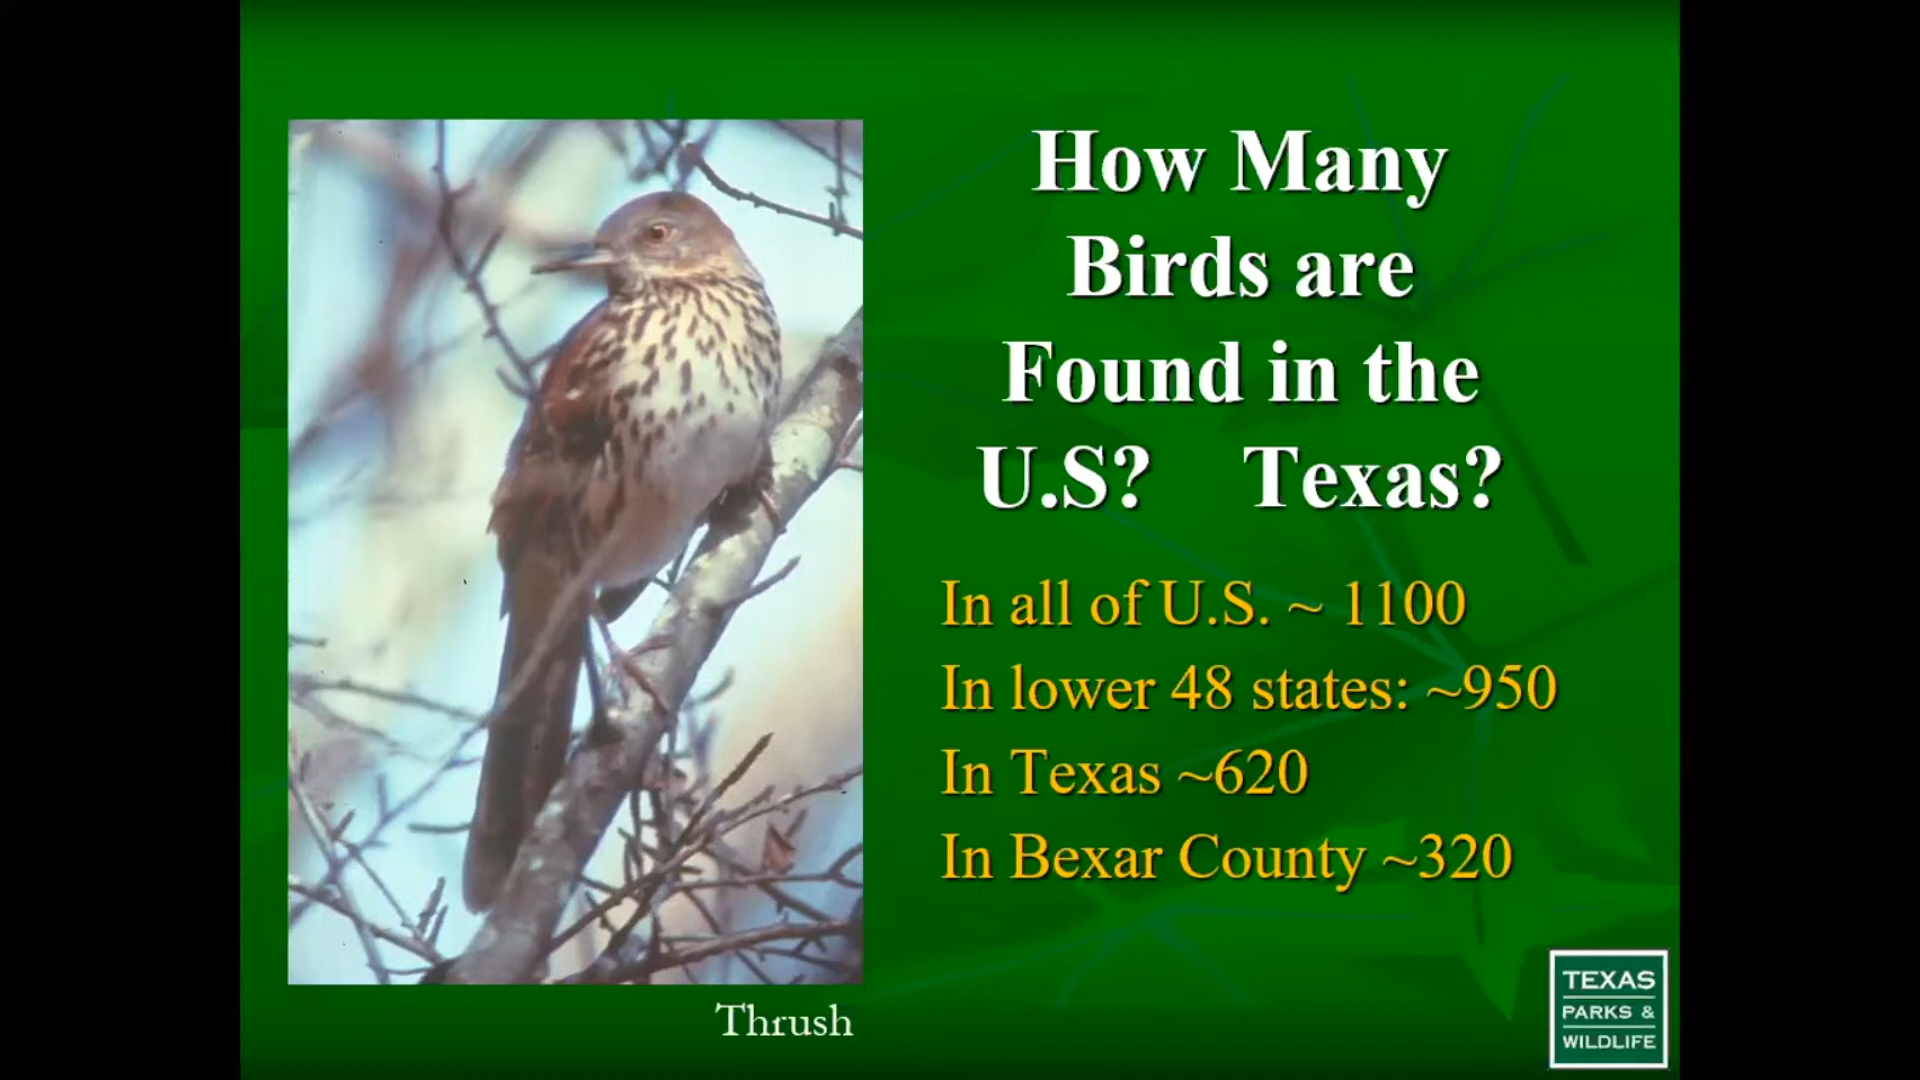 How Many
Birds are
Found in the
U.S? Texas?
In all of U.S. ~ 1100
In lower 48 states: ~950
In Texas ~620
In Bexar County ~320
Thrush
TEXAS
PARKS &
WILDLIFE